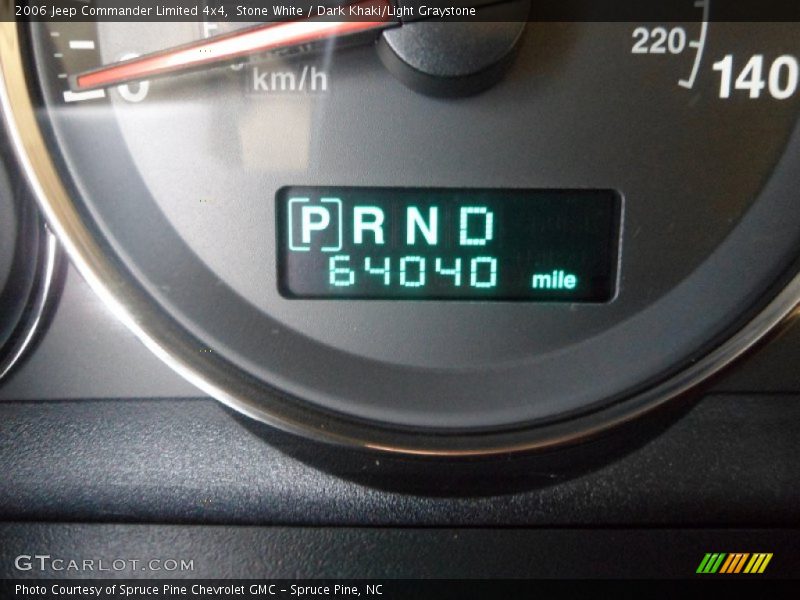 2006 Jeep Commander Limited 4x4, Stone White / Dark Khaki/Light Graystone
0
km/h
220
140
P R N D
64040 mile
GTCARLOT.COM
Photo Courtesy of Spruce Pine Chevrolet GMC – Spruce Pine, NC